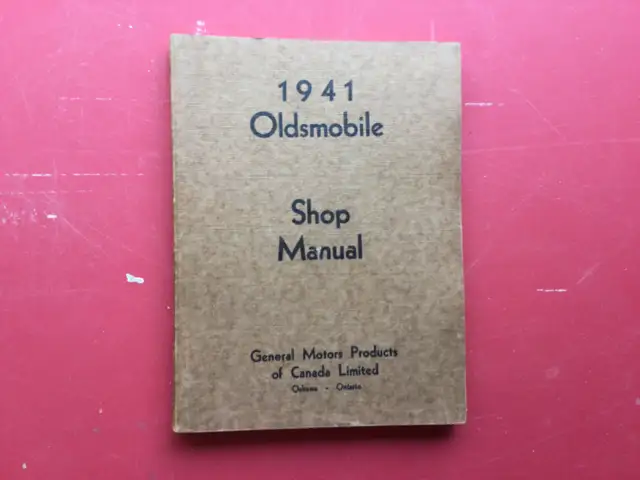 1941
Oldsmobile
Shop
Manual
General Motors Products
of Canada Limited
Oshawa - Ontario